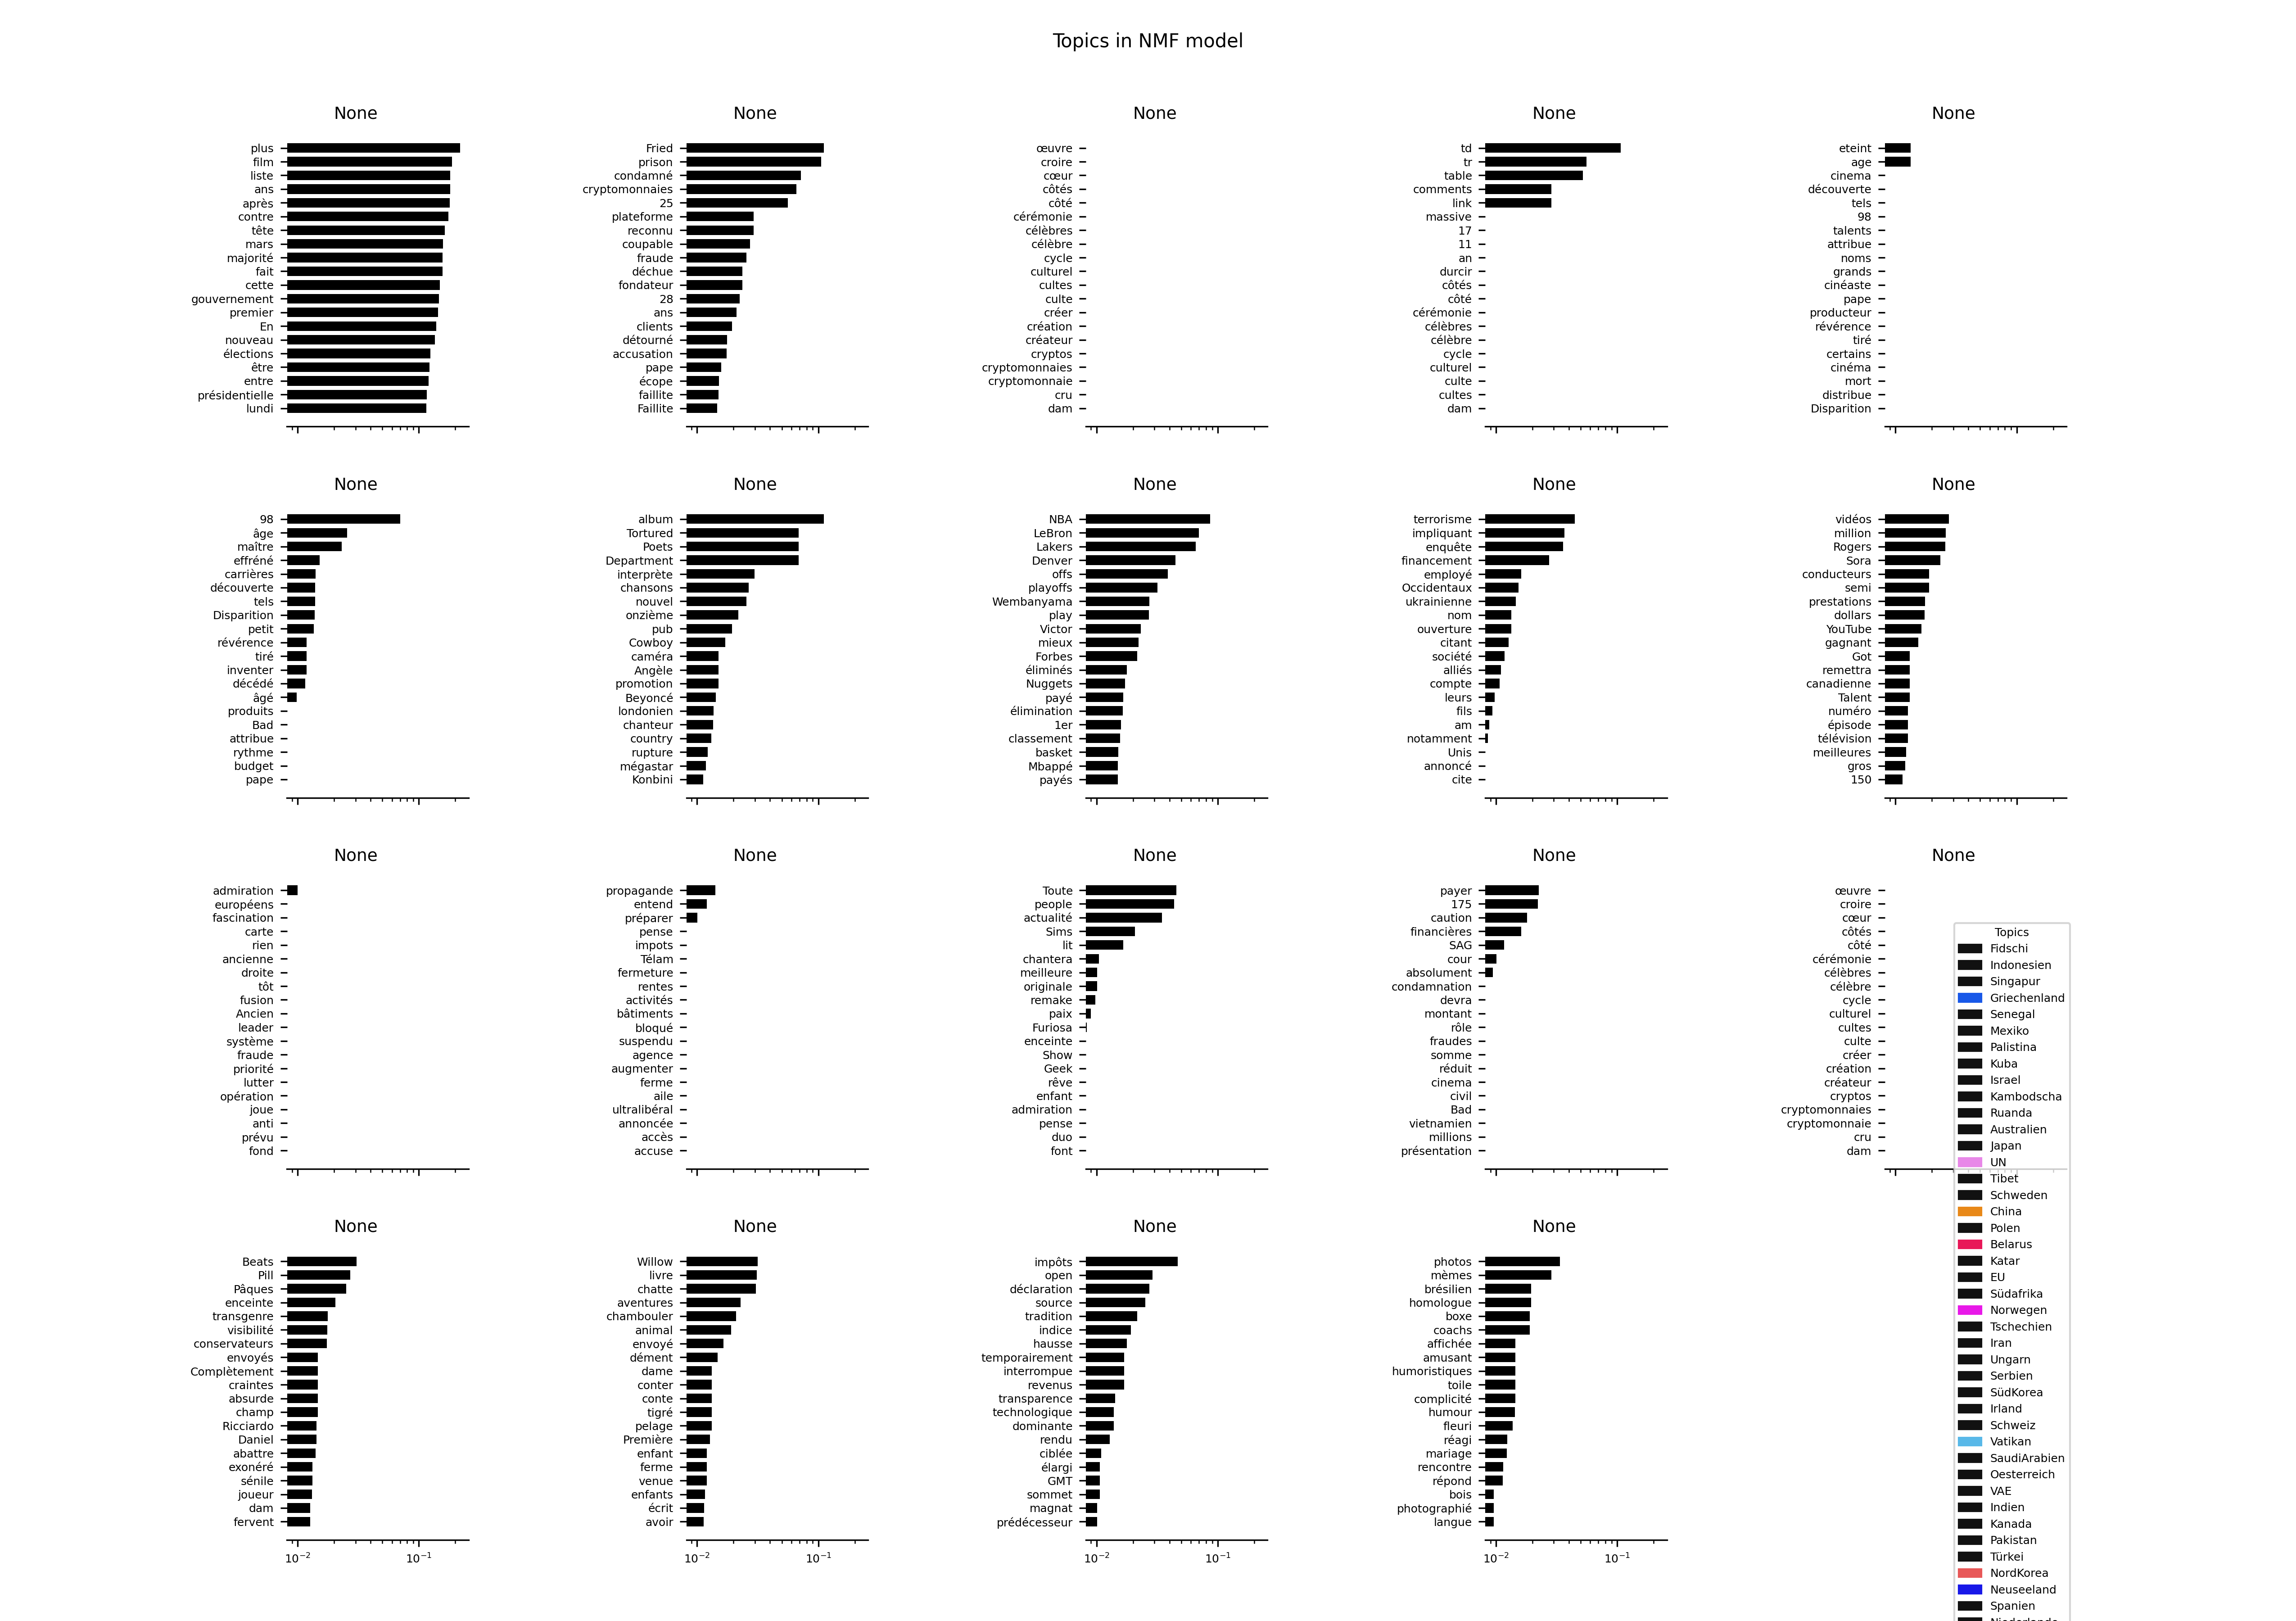 Topics in NMF model
None
plus
film
liste
ans
après
contre
tête
mars
majorité
fait
cette
gouvernement
premier
En
nouveau
élections
être
entre
présidentielle
lundi
None
Fried
prison
condamné
cryptomonnaies
25
plateforme
reconnu
coupable
fraude
déchue
fondateur
28
ans
clients
détourné
accusation
pape
écope
faillite
Faillite
None
œuvre
croire
cœur
côtés
côté
cérémonie
célèbres
célèbre
cycle
culturel
cultes
culte
créer
création
créateur
cryptos
cryptomonnaies
cryptomonnaie
cru
dam
None
td
tr
table
comments
link
massive
17
11
an
durcir
côtés
côté
cérémonie
célèbres
célèbre
cycle
culturel
culte
cultes
dam
None
eteint
age
cinema
découverte
tels
98
talents
attribue
noms
grands
cinéaste
pape
producteur
révérence
tiré
certains
cinéma
mort
distribue
Disparition
None
98
âge
maître
effréné
carrières
découverte
tels
Disparition
petit
révérence
tiré
inventer
décédé
âgé
produits
Bad
attribue
rythme
budget
pape
None
album
Tortured
Poets
Department
interprète
chansons
nouvel
onzième
pub
Cowboy
caméra
Angèle
promotion
Beyoncé
londonien
chanteur
country
rupture
mégastar
Konbini
None
NBA
LeBron
Lakers
Denver
offs
playoffs
Wembanyama
play
Victor
mieux
Forbes
éliminés
Nuggets
payé
élimination
1er
classement
basket
Mbappé
payés
None
terrorisme
impliquant
enquête
financement
employé
Occidentaux
ukrainienne
nom
ouverture
citant
société
alliés
compte
leurs
fils
am
notamment
Unis
annoncé
cite
None
vidéos
million
Rogers
Sora
conducteurs
semi
prestations
dollars
YouTube
gagnant
Got
remettra
canadienne
Talent
numéro
épisode
télévision
meilleures
gros
150
None
admiration
européens
fascination
carte
rien
ancienne
droite
tôt
fusion
Ancien
leader
système
fraude
priorité
lutter
opération
joue
anti
prévu
fond
None
propagande
entend
préparer
pense
impots
Télam
fermeture
rentes
activités
bâtiments
bloqué
suspendu
agence
augmenter
ferme
aile
ultralibéral
annoncée
accès
accuse
None
Toute
people
actualité
Sims
lit
chantera
meilleure
originale
remake
paix
Furiosa
enceinte
Show
Geek
rêve
enfant
admiration
pense
duo
font
None
payer
175
caution
financières
SAG
cour
absolument
condamnation
devra
montant
rôle
fraudes
somme
réduit
cinema
civil
Bad
vietnamien
millions
présentation
None
œuvre
croire
cœur
côtés
côté
cérémonie
célèbres
célèbre
cycle
culturel
cultes
culte
créer
création
créateur
cryptos
cryptomonnaies
cryptomonnaie
cru
dam
None
Beats
Pill
Pâques
enceinte
transgenre
visibilité
conservateurs
envoyés
Complètement
craintes
absurde
champ
Ricciardo
Daniel
abattre
exonéré
sénile
joueur
dam
fervent
10⁻² 10⁻¹
None
Willow
livre
chatte
aventures
chambouler
animal
envoyé
dément
dame
conter
conte
tigré
pelage
Première
enfant
ferme
venue
enfants
écrit
avoir
10⁻² 10⁻¹
None
impôts
open
déclaration
source
tradition
indice
hausse
temporairement
interrompue
revenus
transparence
technologique
dominante
rendu
ciblée
élargi
GMT
sommet
magnat
prédécesseur
10⁻² 10⁻¹
None
photos
mèmes
brésilien
homologue
boxe
coachs
affichée
amusant
humoristiques
toile
complicité
humour
fleuri
réagi
mariage
rencontre
répond
bois
photographié
langue
10⁻² 10⁻¹
Topics
Fidschi
Indonesien
Singapur
Griechenland
Senegal
Mexiko
Palistina
Kuba
Israel
Kambodscha
Ruanda
Australien
Japan
UN
Tibet
Schweden
China
Polen
Belarus
Katar
EU
Südafrika
Norwegen
Tschechien
Iran
Ungarn
Serbien
SüdKorea
Irland
Schweiz
Vatikan
SaudiArabien
Oesterreich
VAE
Indien
Kanada
Pakistan
Türkei
NordKorea
Neuseeland
Spanien